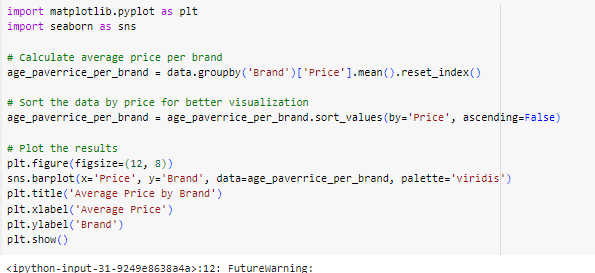 import matplotlib.pyplot as plt
import seaborn as sns
# Calculate average price per brand
age_paverrice_per_brand = data.groupby('Brand')['Price'].mean().reset_index()
# Sort the data by price for better visualization
age_paverrice_per_brand = age_paverrice_per_brand.sort_values(by='Price', ascending=False)
# Plot the results
plt.figure(figsize=(12, 8))
sns.barplot(x='Price', y='Brand', data=age_paverrice_per_brand, palette='viridis')
plt.title('Average Price by Brand')
plt.xlabel('Average Price')
plt.ylabel('Brand')
plt.show()
<ipython-input-31-9249e8638a4a>:12: FutureWarning: